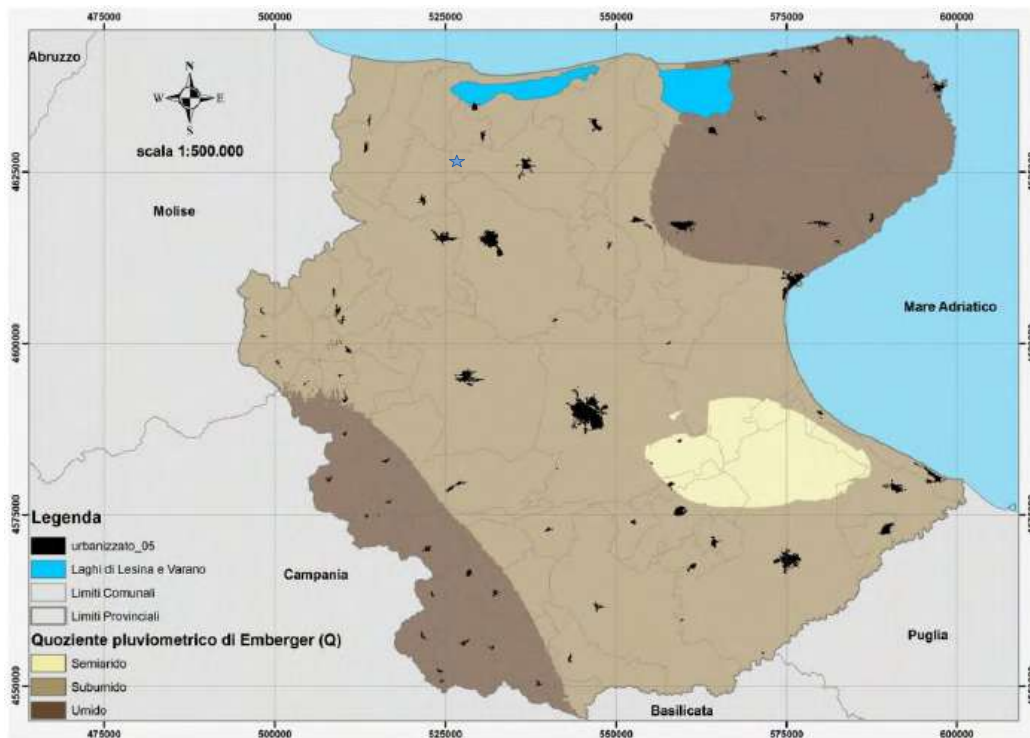 475000 500000 525000 550000 575000 600000
Abruzzo
N
W E
S
scala 1:500.000
4625000
Molise
Mare Adriatico
4600000
4575000
Legenda
urbanizzato_05
Laghi di Lesina e Varano
Limiti Comunali
Limiti Provinciali
Campania
Puglia
Quoziente pluviometrico di Emberger (Q)
Semiarido
Subumido
Umido
4550000
Basilicata
475000 500000 525000 550000 575000 600000